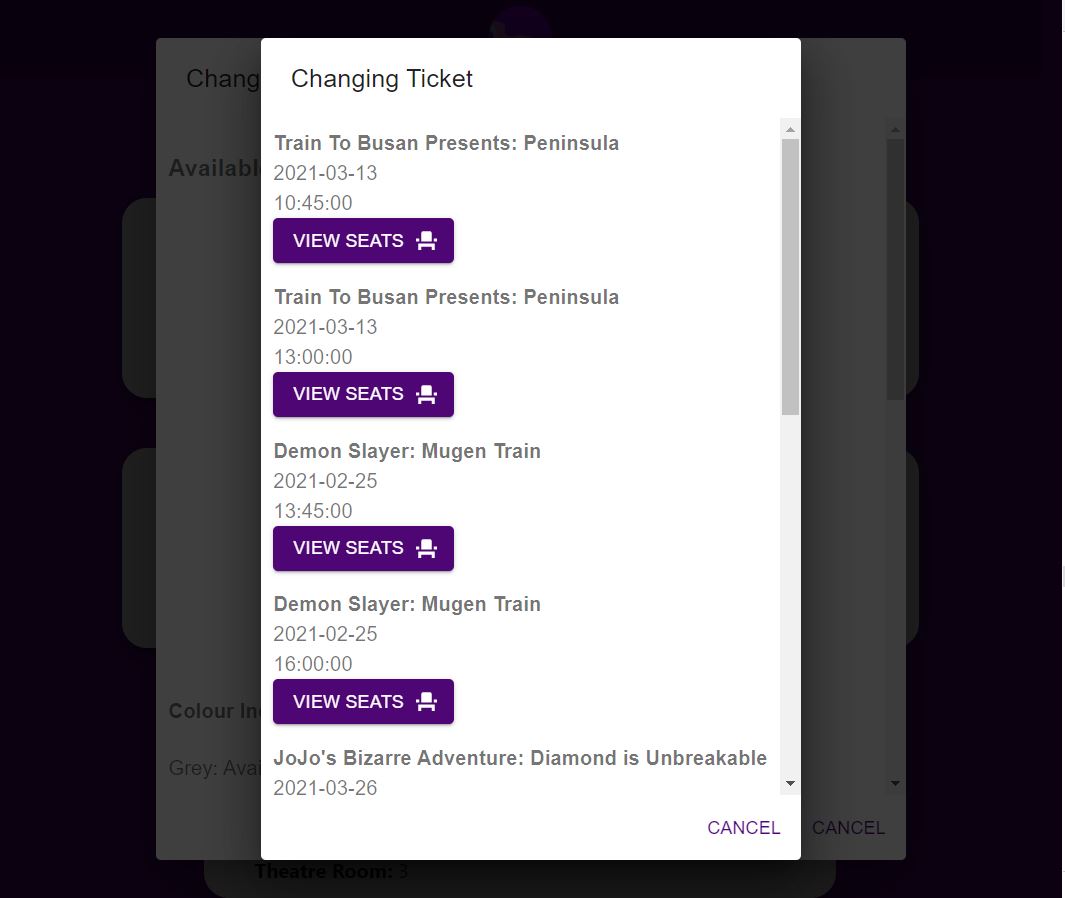 Chang
Changing Ticket
Train To Busan Presents: Peninsula
2021-03-13
10:45:00
VIEW SEATS
Train To Busan Presents: Peninsula
2021-03-13
13:00:00
VIEW SEATS
Demon Slayer: Mugen Train
2021-02-25
13:45:00
VIEW SEATS
Demon Slayer: Mugen Train
2021-02-25
16:00:00
VIEW SEATS
JoJo's Bizarre Adventure: Diamond is Unbreakable
2021-03-26
CANCEL
Availabl
Colour In
Grey: Avai
CANCEL
Theatre Room: 3